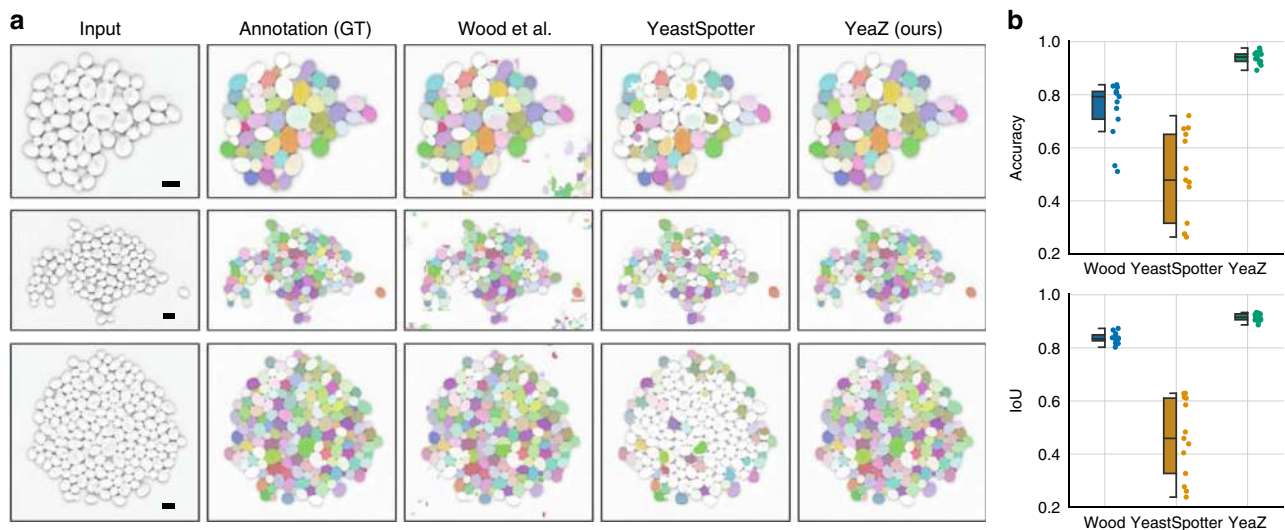 a
Input
Annotation (GT)
Wood et al.
YeastSpotter
YeaZ (ours)
b
1.0
0.8
0.6
0.4
0.2
Accuracy
Wood YeastSpotter YeaZ
1.0
0.8
0.6
0.4
0.2
IoU
Wood YeastSpotter YeaZ